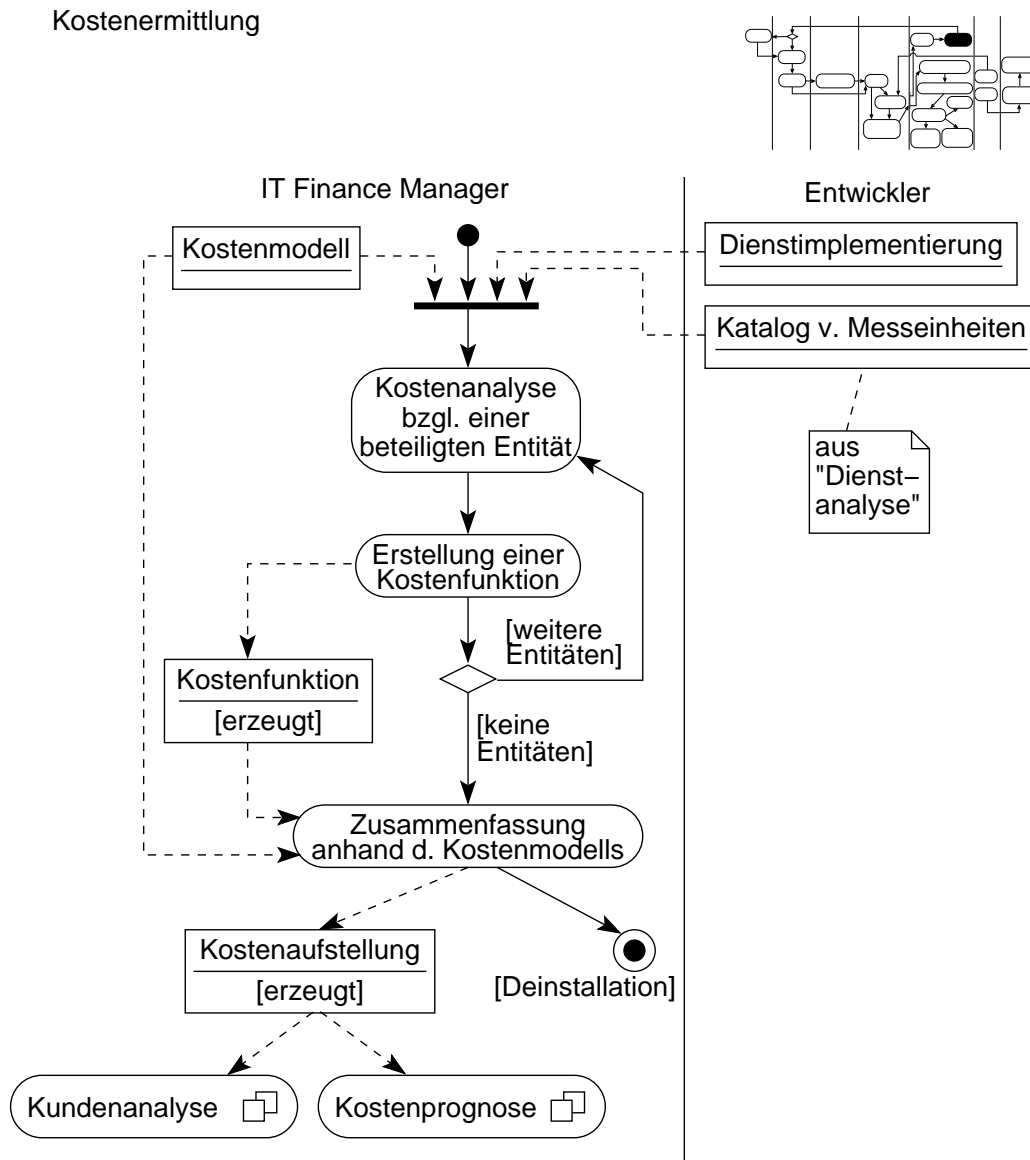 Kostenermittlung
IT Finance Manager
Entwickler
Kostenmodell
Dienstimplementierung
Katalog v. Messeinheiten
Kostenanalyse
bzgl. einer
beteiligten Entität
aus
"Dienst–
analyse"
Erstellung einer
Kostenfunktion
[weitere
Entitäten]
Kostenfunktion
[erzeugt]
[keine
Entitäten]
Zusammenfassung
anhand d. Kostenmodells
Kostenaufstellung
[erzeugt]
[Deinstallation]
Kundenanalyse
Kostenprognose